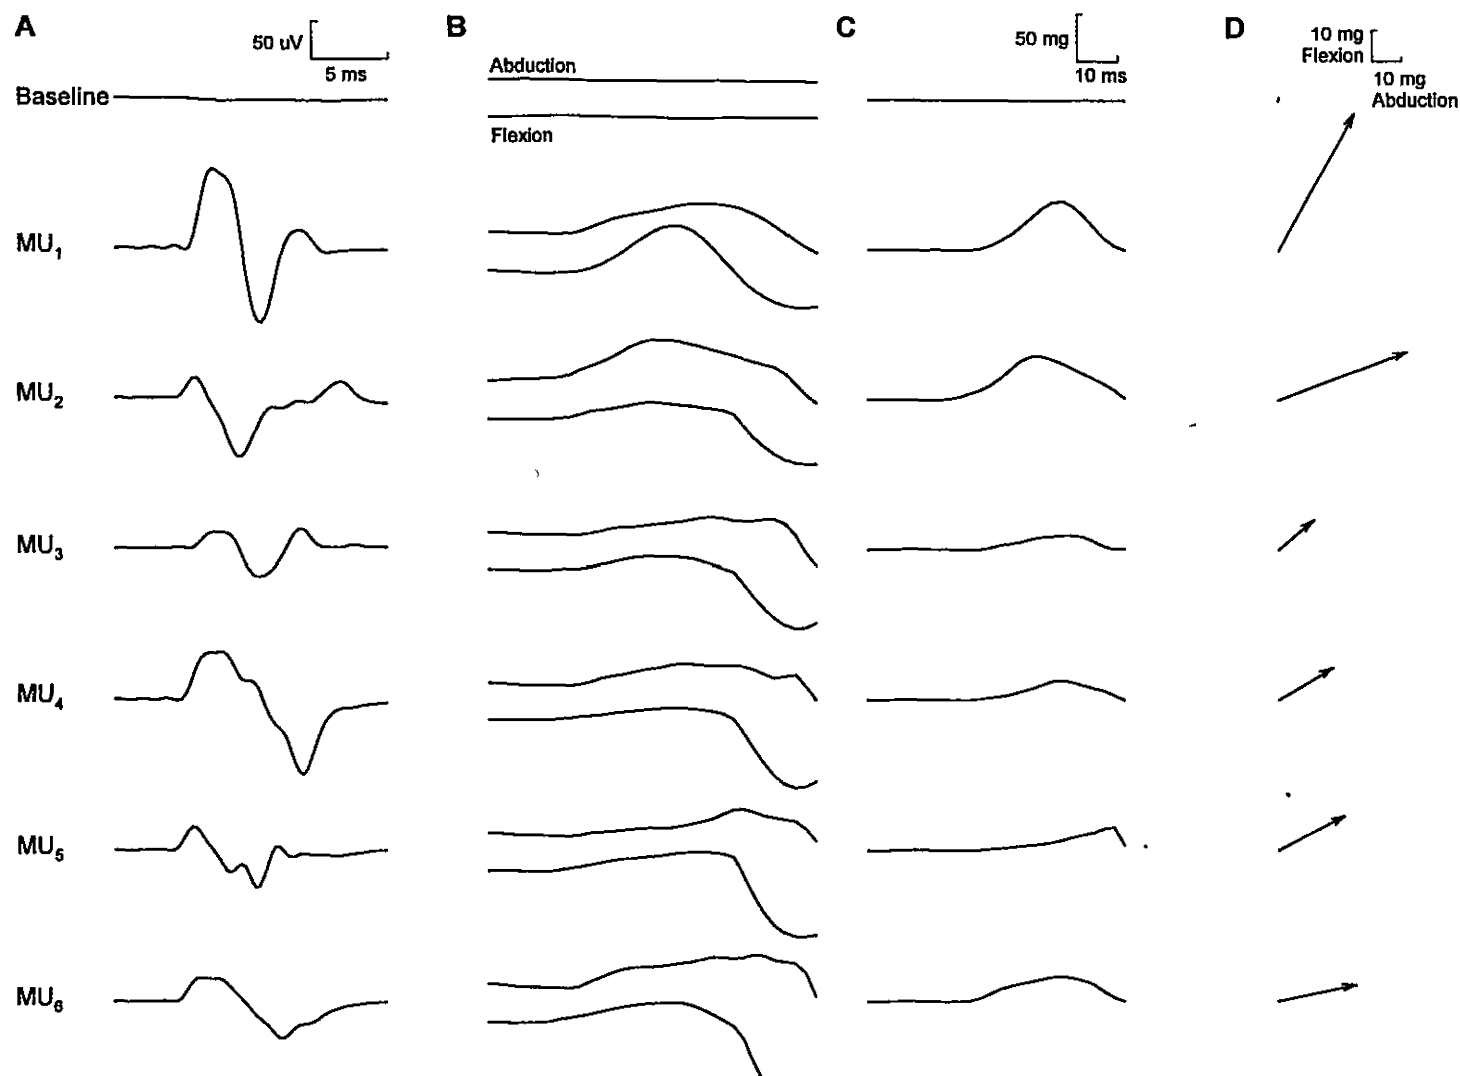 A
50 uV
5 ms
B
C
50 mg
10 ms
D
10 mg
Flexion
10 mg
Abduction
Baseline
Abduction
Flexion
MU₁
MU₂
MU₃
MU₄
MU₅
MU₆